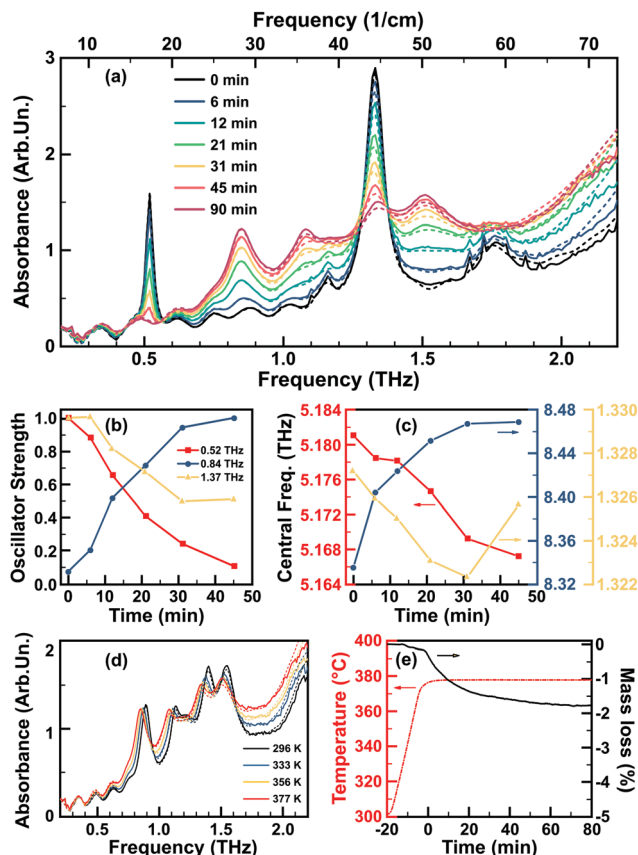 Frequency (1/cm)
10 20 30 40 50 60 70
(a)
0 min
6 min
12 min
21 min
31 min
45 min
90 min
Absorbance (Arb.Un.)
3
2
1
0
0.5 1.0 1.5 2.0
Frequency (THz)
(b)
0.52 THz
0.84 THz
1.37 THz
Oscillator Strength
1.0
0.8
0.6
0.4
0.2
0.0
0 10 20 30 40 50
Time (min)
(c)
Central Freq. (THz)
5.184
5.180
5.176
5.172
5.168
5.164
8.48
8.44
8.40
8.36
8.32
1.330
1.328
1.326
1.324
1.322
0 10 20 30 40 50
Time (min)
(d)
Absorbance (Arb.Un.)
2
1
0
296 K
333 K
356 K
377 K
0.5 1.0 1.5 2.0
Frequency (THz)
(e)
Temperature (°C)
400
380
360
340
320
300
0
-1
-2
-3
-4
-5
Mass loss (%)
-20 0 20 40 60 80
Time (min)